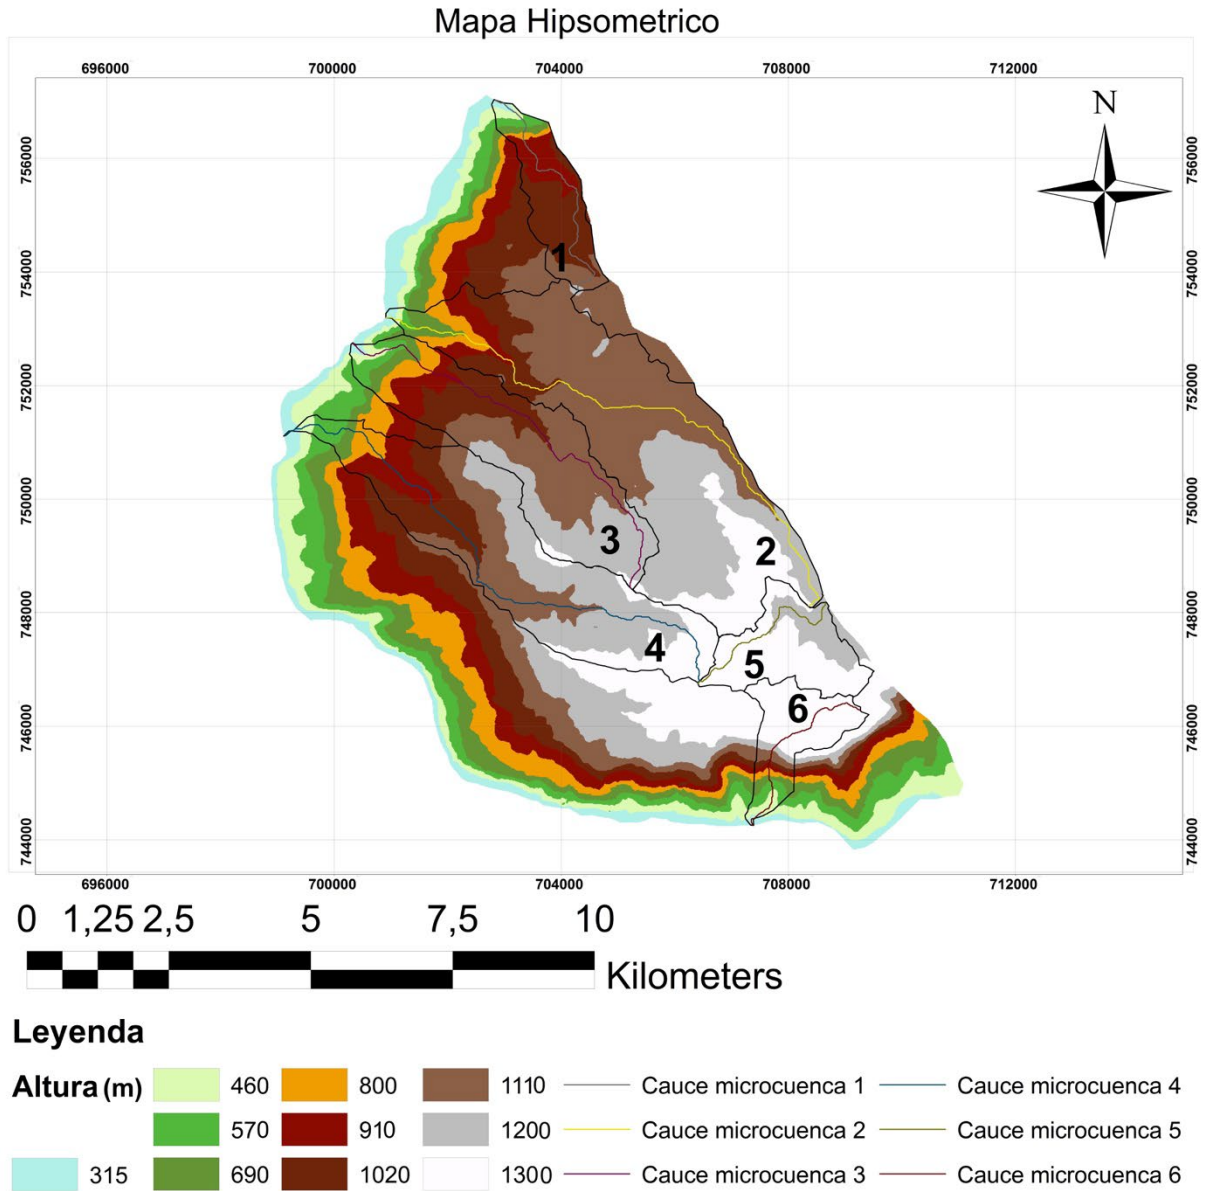 Mapa Hipsometrico
696000 700000 704000 708000 712000
N
756000 756000
754000 754000
752000 752000
750000 750000
748000 748000
746000 746000
744000 744000
1
2
3
4
5
6
696000 700000 704000 708000 712000
0 1,25 2,5 5 7,5 10
Kilometers
Leyenda
Altura (m) 460 800 1110 Cauce microcuenca 1 Cauce microcuenca 4
570 910 1200 Cauce microcuenca 2 Cauce microcuenca 5
315 690 1020 1300 Cauce microcuenca 3 Cauce microcuenca 6